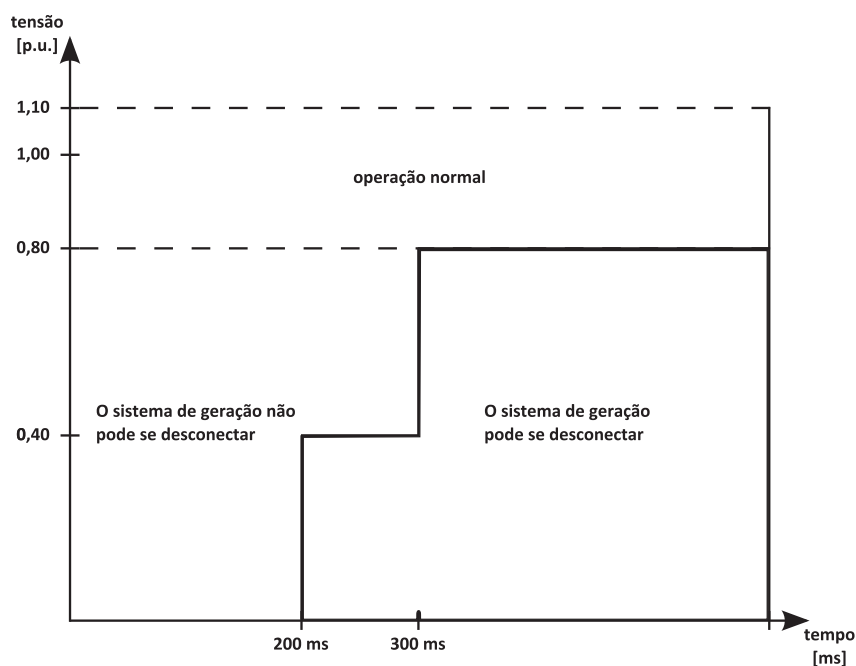 tensão
[p.u.]
1,10
1,00
operação normal
0,80
O sistema de geração não
pode se desconectar
O sistema de geração
pode se desconectar
0,40
200 ms
300 ms
tempo
[ms]